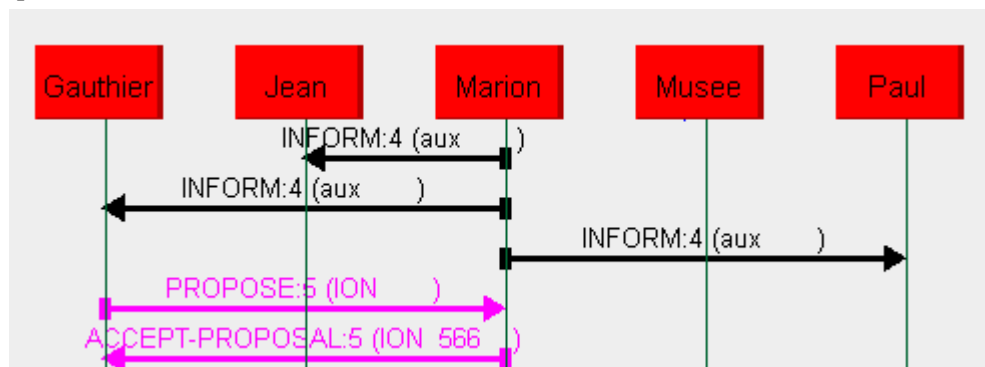 Gauthier Jean Marion Musee Paul
INFORM:4 (aux )
INFORM:4 (aux )
INFORM:4 (aux )
PROPOSE:5 (ION )
ACCEPT-PROPOSAL:5 (ION 566 )